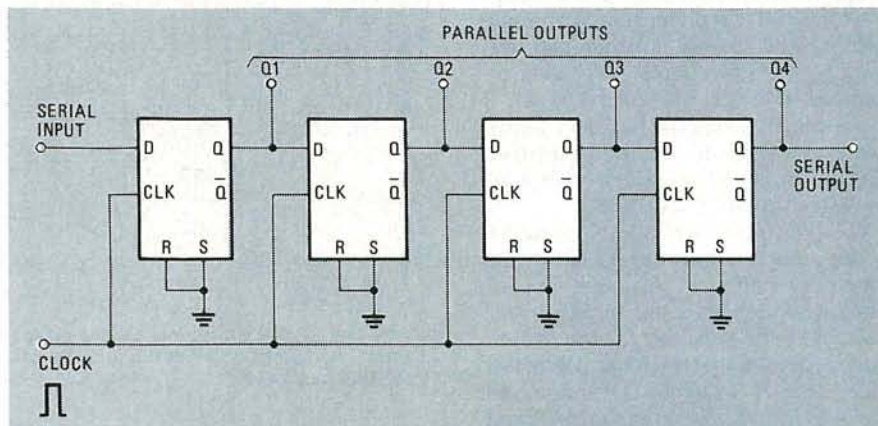 PARALLEL OUTPUTS
Q1 Q2 Q3 Q4
SERIAL
INPUT
D Q
CLK Q̅
R S
D Q
CLK Q̅
R S
D Q
CLK Q̅
R S
D Q
CLK Q̅
R S
SERIAL
OUTPUT
CLOCK